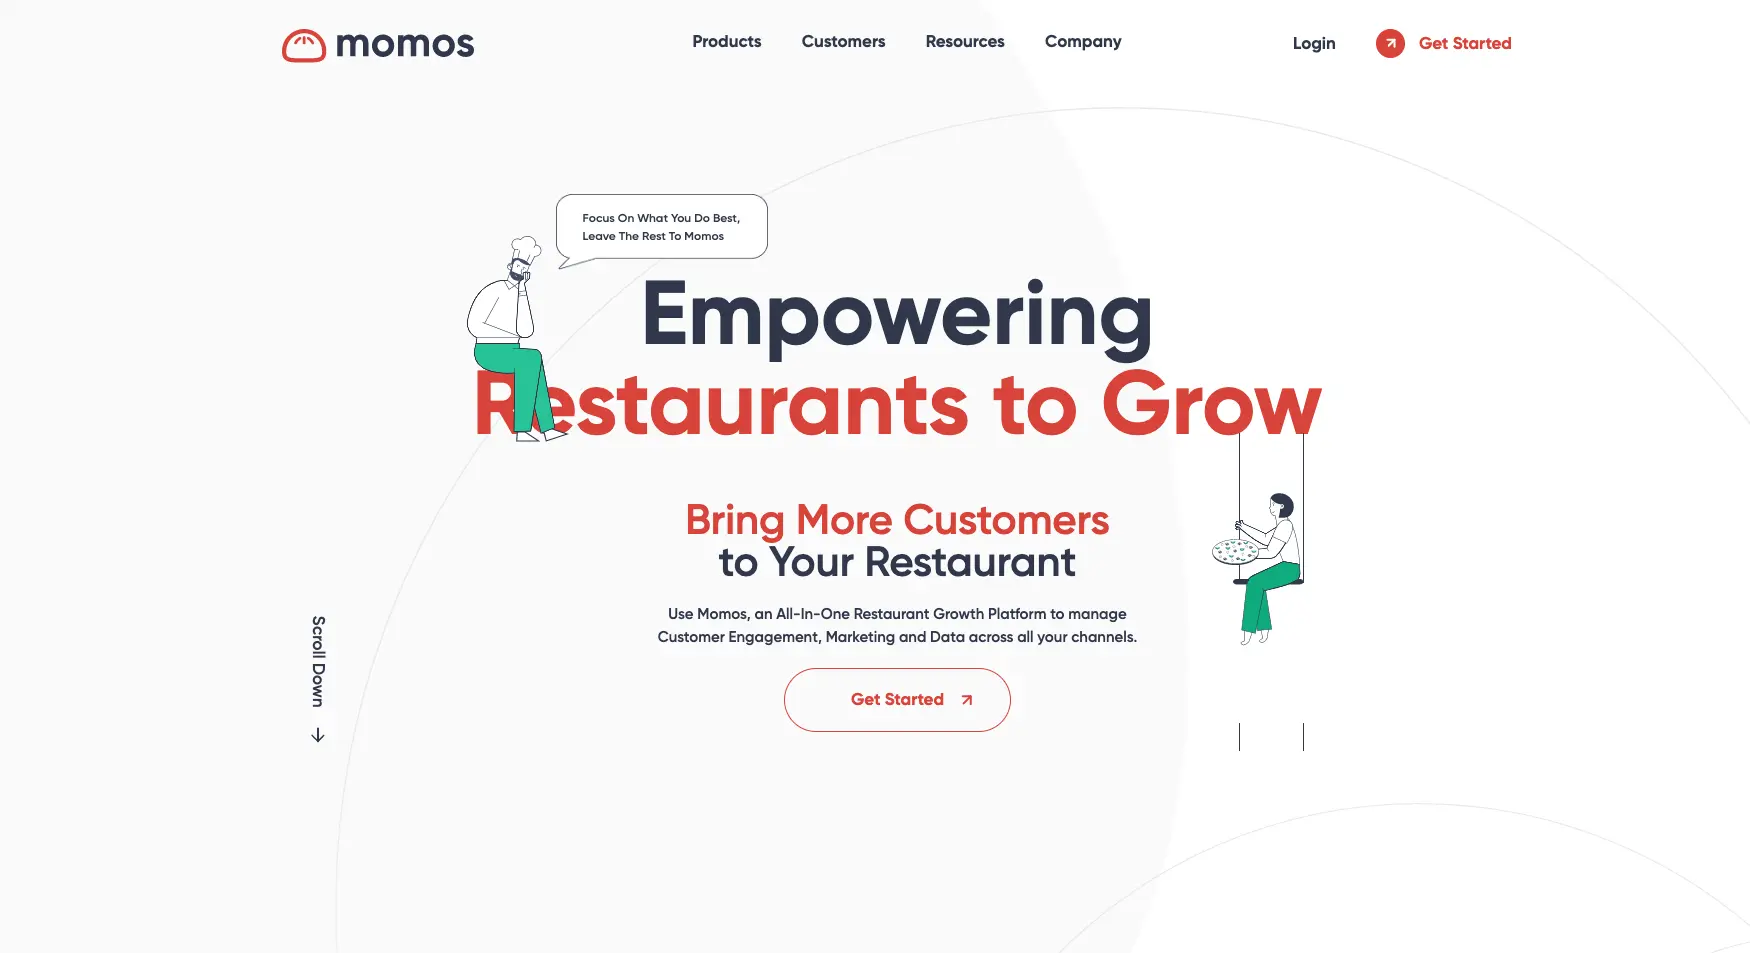 momos
Products Customers Resources Company
Login
Get Started
Focus On What You Do Best,
Leave The Rest To Momos
Empowering
Restaurants to Grow
Bring More Customers
to Your Restaurant
Use Momos, an All-In-One Restaurant Growth Platform to manage
Customer Engagement, Marketing and Data across all your channels.
Get Started
Scroll Down